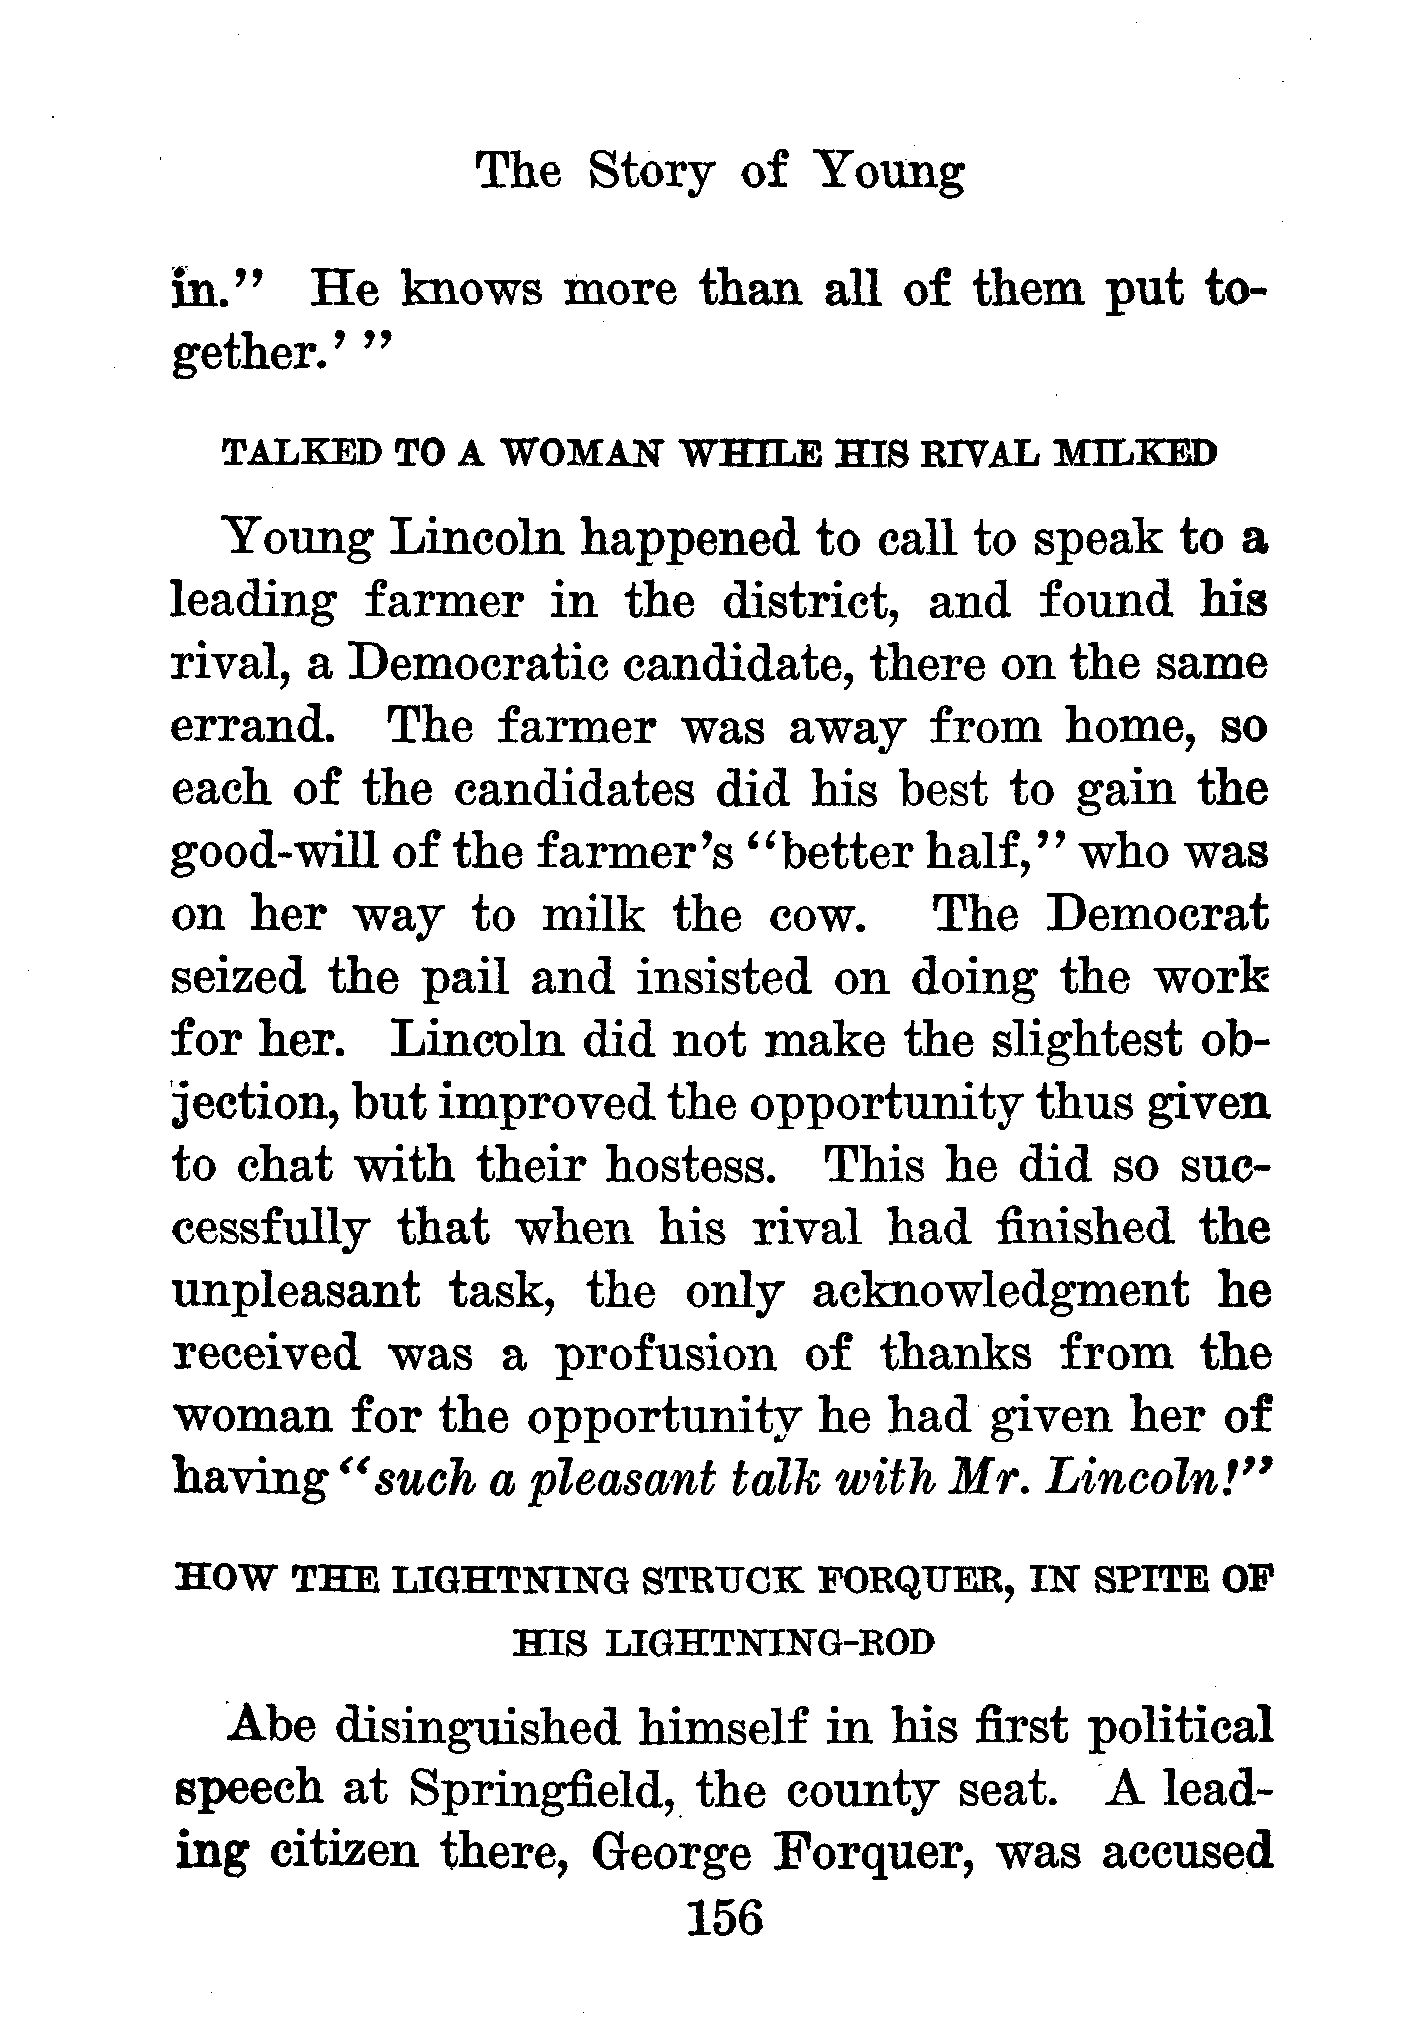 The Story of Young
in." He knows more than all of them put to-
gether.' "
TALKED TO A WOMAN WHILE HIS RIVAL MILKED
Young Lincoln happened to call to speak to a
leading farmer in the district, and found his
rival, a Democratic candidate, there on the same
errand. The farmer was away from home, so
each of the candidates did his best to gain the
good-will of the farmer's "better half," who was
on her way to milk the cow. The Democrat
seized the pail and insisted on doing the work
for her. Lincoln did not make the slightest ob-
jection, but improved the opportunity thus given
to chat with their hostess. This he did so suc-
cessfully that when his rival had finished the
unpleasant task, the only acknowledgment he
received was a profusion of thanks from the
woman for the opportunity he had given her of
having "such a pleasant talk with Mr. Lincoln!"
HOW THE LIGHTNING STRUCK FORQUER, IN SPITE OF
HIS LIGHTNING-ROD
Abe disinguished himself in his first political
speech at Springfield, the county seat. A lead-
ing citizen there, George Forquer, was accused
156